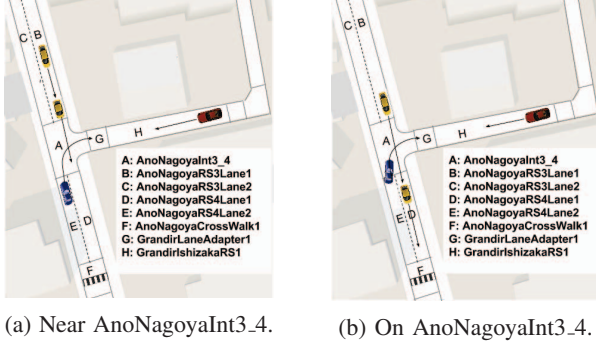 C
B
A
G
H
E
D
F
A: AnoNagoyaInt3_4
B: AnoNagoyaRS3Lane1
C: AnoNagoyaRS3Lane2
D: AnoNagoyaRS4Lane1
E: AnoNagoyaRS4Lane2
F: AnoNagoyaCrossWalk1
G: GrandirLaneAdapter1
H: GrandirIshizakaRS1
(a) Near AnoNagoyaInt3_4.
C
B
A
G
H
E
D
F
A: AnoNagoyaInt3_4
B: AnoNagoyaRS3Lane1
C: AnoNagoyaRS3Lane2
D: AnoNagoyaRS4Lane1
E: AnoNagoyaRS4Lane2
F: AnoNagoyaCrossWalk1
G: GrandirLaneAdapter1
H: GrandirIshizakaRS1
(b) On AnoNagoyaInt3_4.